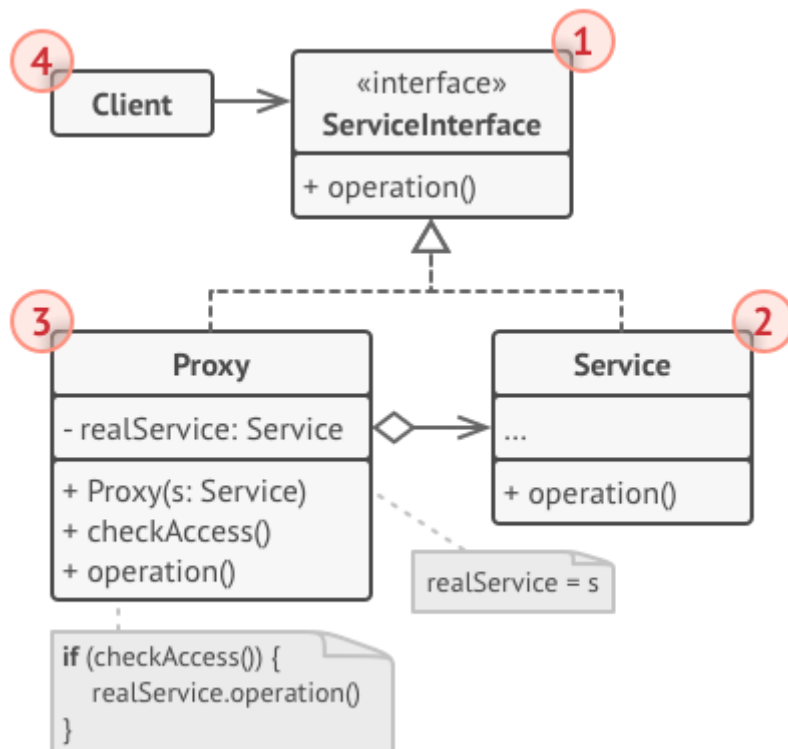 1
4
«interface»
ServiceInterface
Client
+ operation()
3
2
Proxy
Service
- realService: Service
...
+ Proxy(s: Service)
+ checkAccess()
+ operation()
+ operation()
realService = s
if (checkAccess()) {
realService.operation()
}